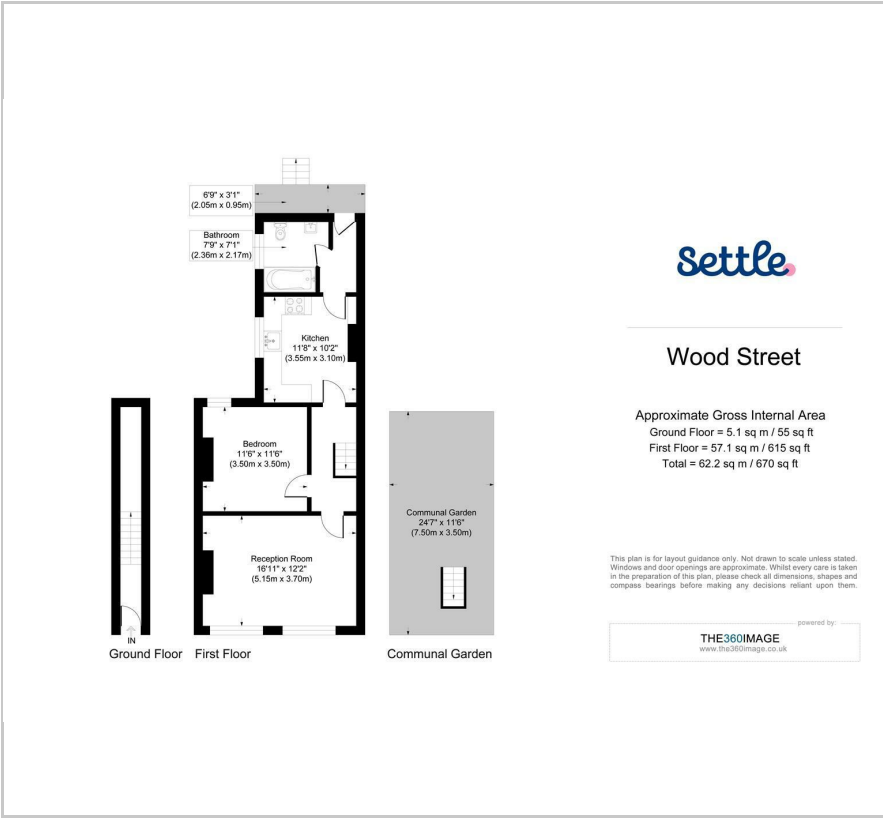 6'9" x 3'1"
(2.05m x 0.95m)
Bathroom
7'9" x 7'1"
(2.36m x 2.17m)
Kitchen
11'8" x 10'2"
(3.55m x 3.10m)
Bedroom
11'6" x 11'6"
(3.50m x 3.50m)
Reception Room
16'11" x 12'2"
(5.15m x 3.70m)
IN
Ground Floor
First Floor
Communal Garden
24'7" x 11'6"
(7.50m x 3.50m)
Communal Garden
settle
Wood Street
Approximate Gross Internal Area
Ground Floor = 5.1 sq m / 55 sq ft
First Floor = 57.1 sq m / 615 sq ft
Total = 62.2 sq m / 670 sq ft
This plan is for layout guidance only. Not drawn to scale unless stated.
Windows and door openings are approximate. Whilst every care is taken
in the preparation of this plan, please check all dimensions, shapes and
compass bearings before making any decisions reliant upon them.
powered by:
THE360IMAGE
www.the360image.co.uk